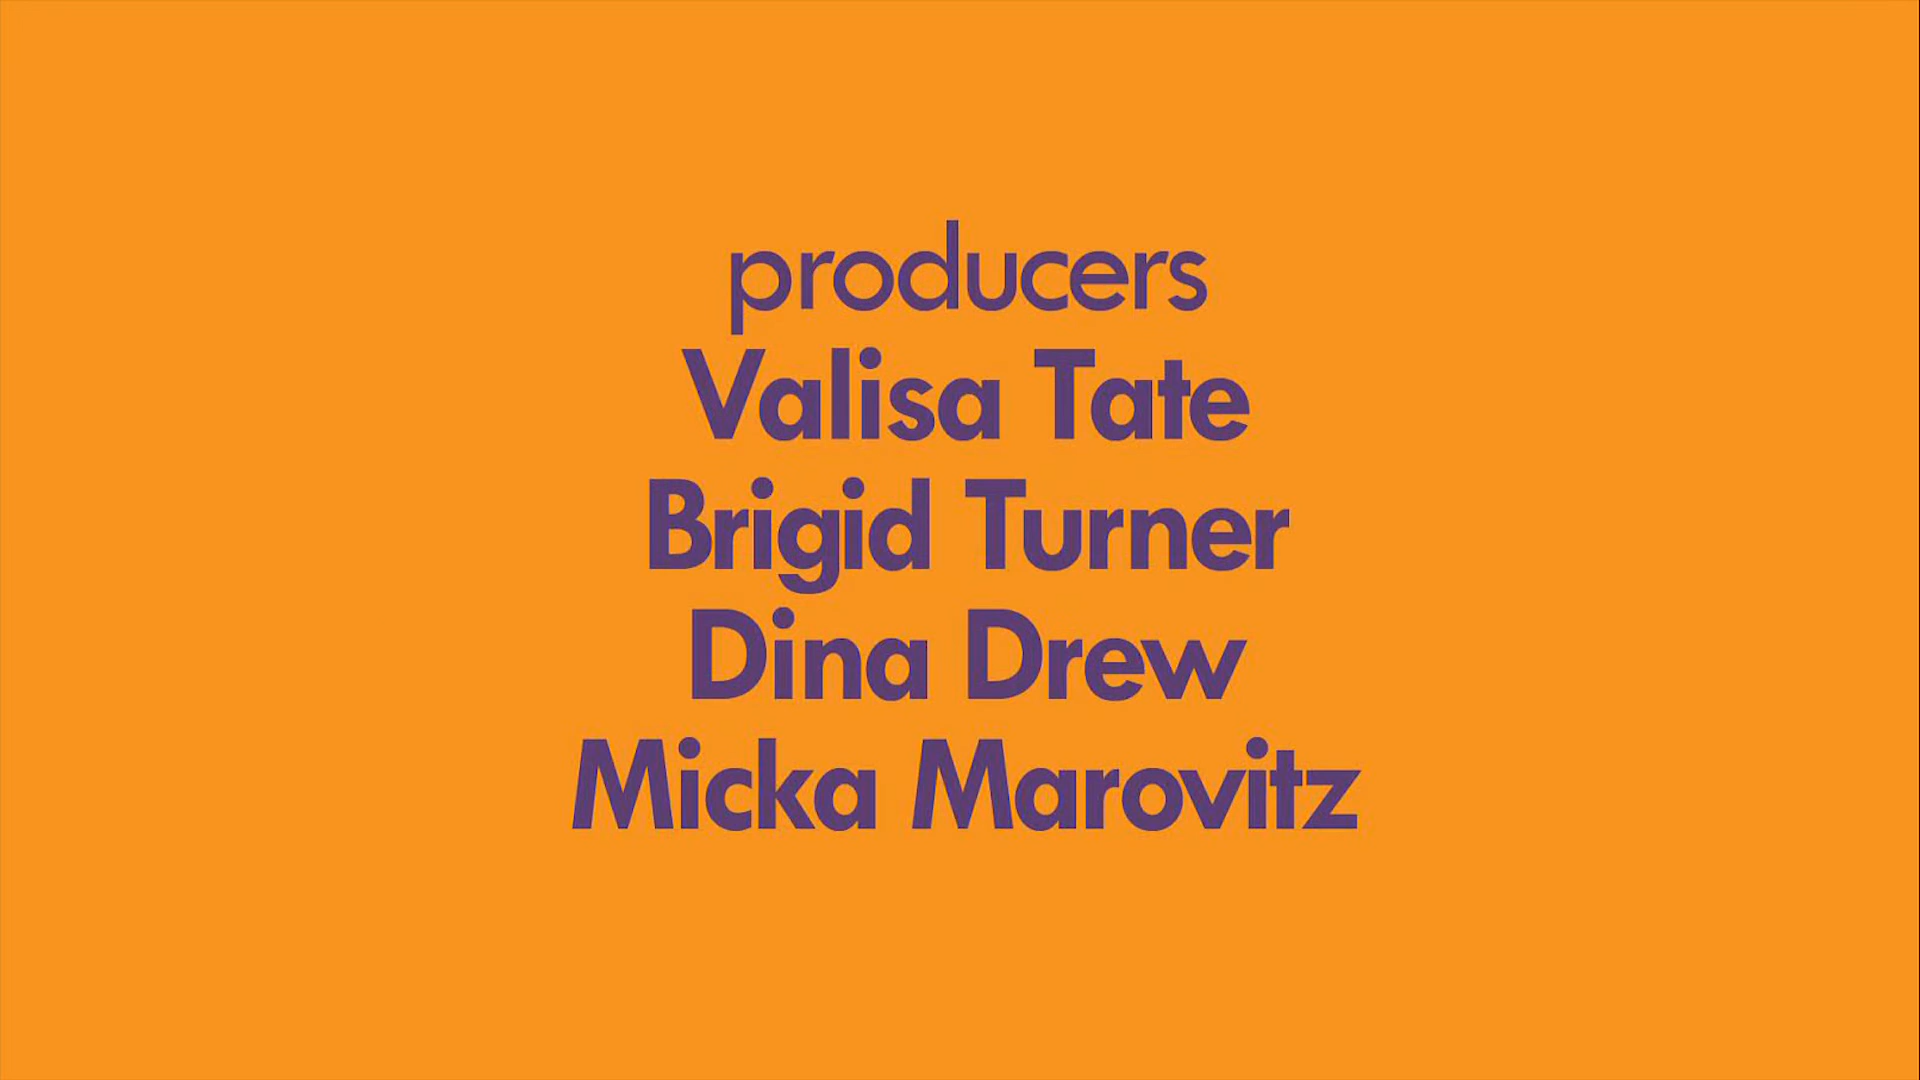 producers
Valisa Tate
Brigid Turner
Dina Drew
Micka Marovitz